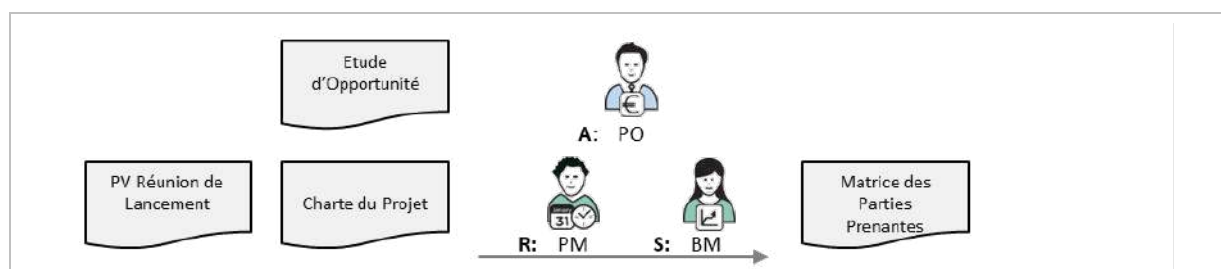 Etude
d'Opportunité
€
A: PO
PV Réunion de
Lancement
Charte du Projet
31
R: PM
S: BM
Matrice des
Parties
Prenantes